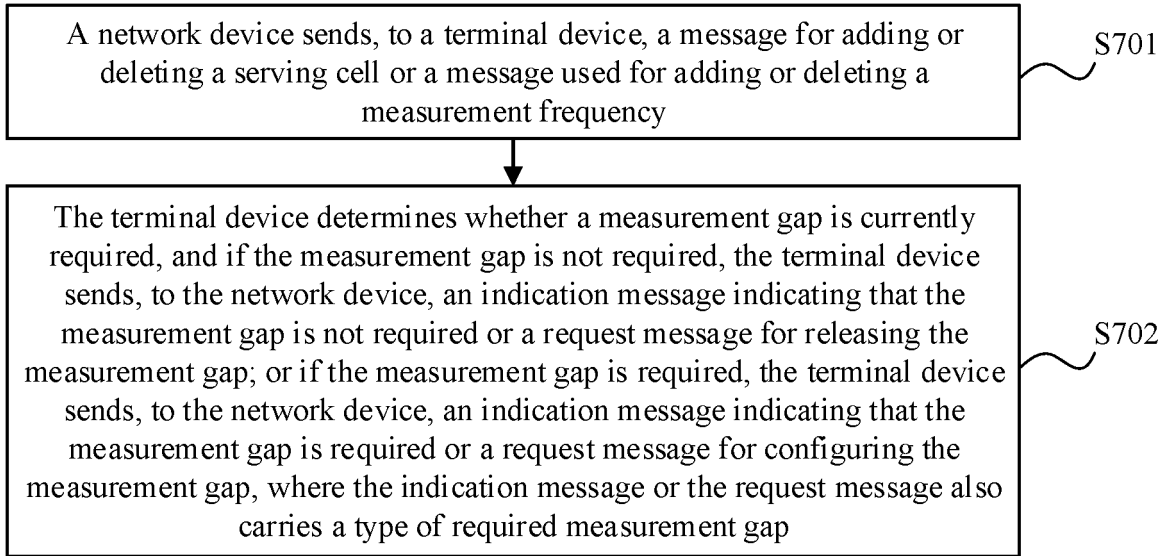 A network device sends, to a terminal device, a message for adding or
deleting a serving cell or a message used for adding or deleting a
measurement frequency
S701
The terminal device determines whether a measurement gap is currently
required, and if the measurement gap is not required, the terminal device
sends, to the network device, an indication message indicating that the
measurement gap is not required or a request message for releasing the
measurement gap; or if the measurement gap is required, the terminal device
sends, to the network device, an indication message indicating that the
measurement gap is required or a request message for configuring the
measurement gap, where the indication message or the request message also
carries a type of required measurement gap
S702